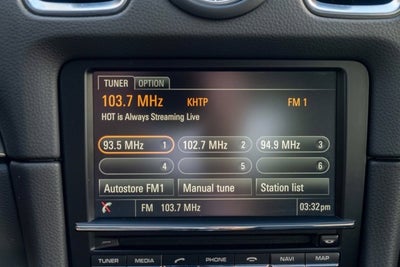 TUNER OPTION
103.7 MHz KHTP FM 1
HOT is Always Streaming Live
93.5 MHz 1 102.7 MHz 2 94.9 MHz 3
4 5 6
Autostore FM1 Manual tune Station list
FM 103.7 MHz 03:32pm
TUNER MEDIA PHONE NAVI MAP